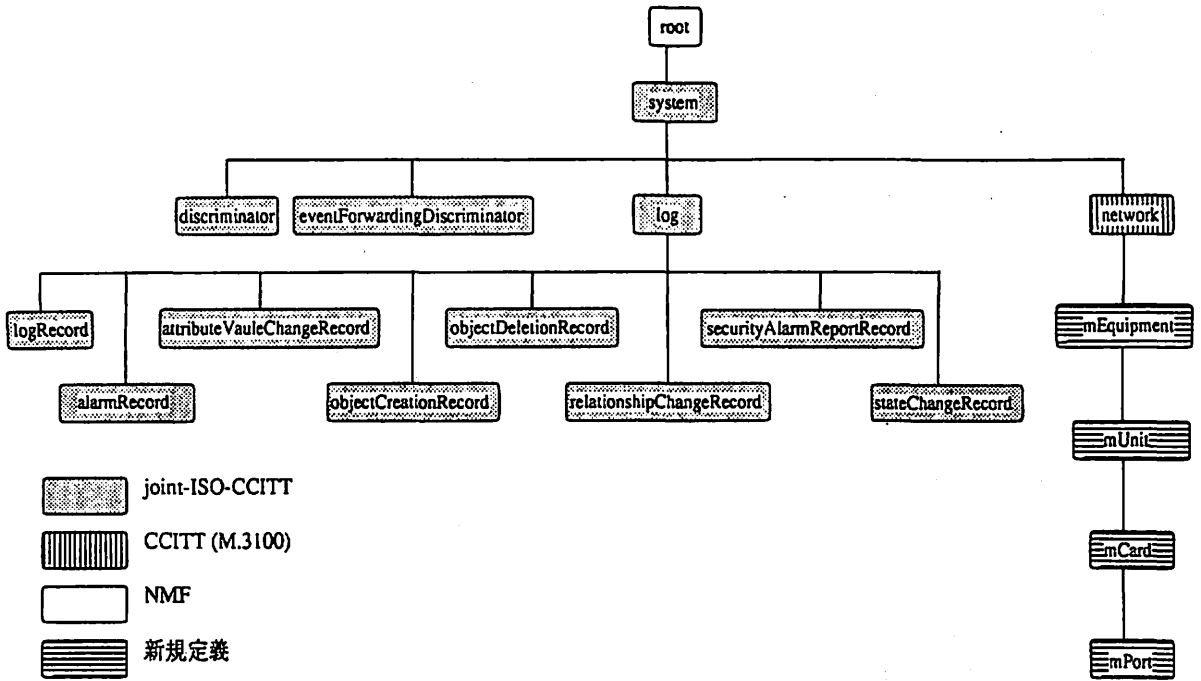 root
system
discriminator
eventForwardingDiscriminator
log
network
logRecord
attributeVauleChangeRecord
objectDeletionRecord
securityAlarmReportRecord
mEquipment
alarmRecord
objectCreationRecord
relationshipChangeRecord
stateChangeRecord
mUnit
joint-ISO-CCITT
CCITT (M.3100)
mCard
NMF
新規定義
mPort